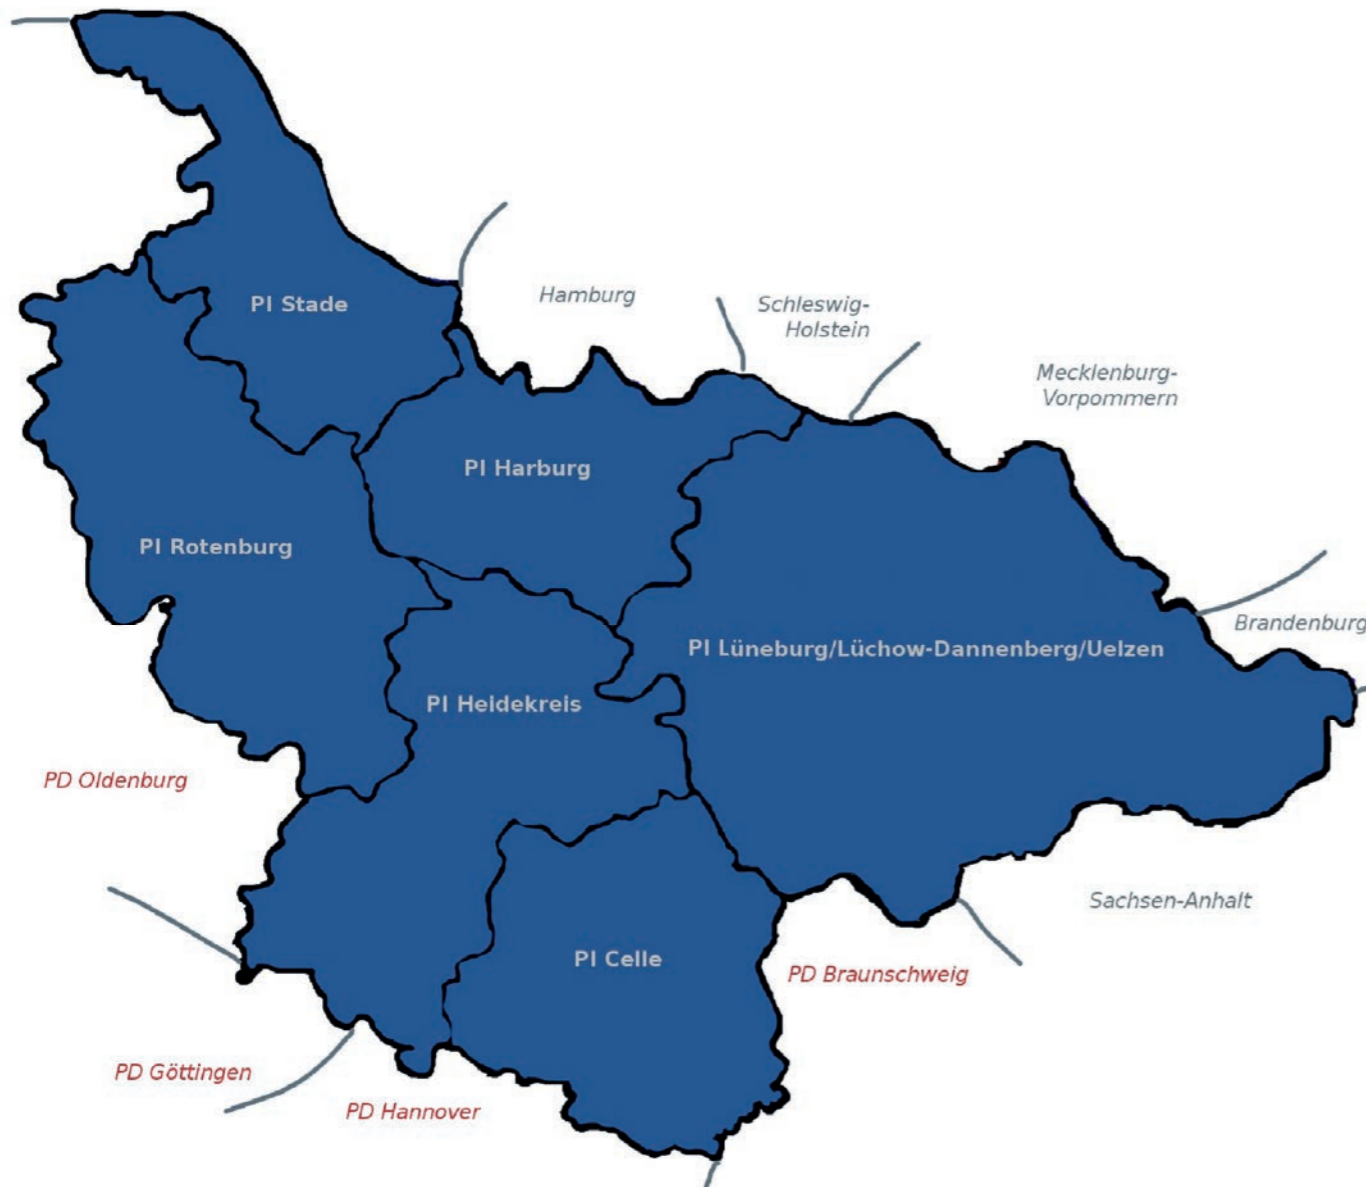 PI Stade
Hamburg
Schleswig-
Holstein
Mecklenburg-
Vorpommern
PI Harburg
PI Rotenburg
Brandenburg
PI Lüneburg/Lüchow-Dannenberg/Uelzen
PI Heidekreis
PD Oldenburg
Sachsen-Anhalt
PI Celle
PD Braunschweig
PD Göttingen
PD Hannover